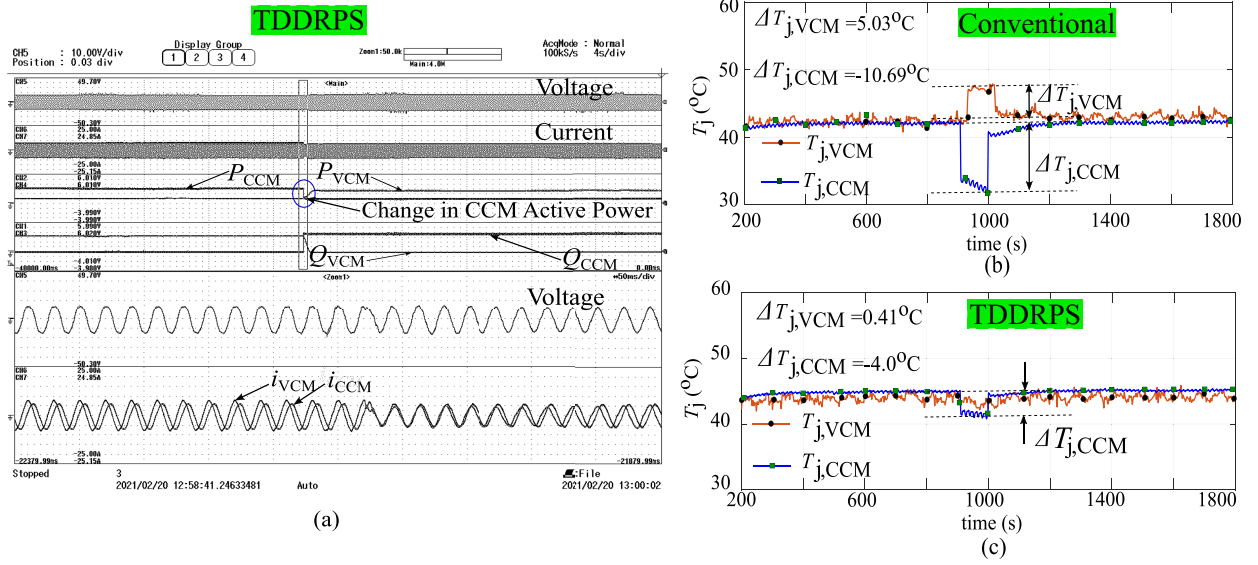 TDDRPS
CH5 : 10.00V/div
Position : 0.03 div
Display Group
1 2 3 4
Zoom1:50.0k
Main:4.0M
AcqMode : Normal
100kS/s 4s/div
CH5 49.70V
<Main>
Voltage
-50.30V
CH6 25.00A
CH7 24.85A
Current
-25.00A
-25.15A
CH2 6.010V
CH4 6.010V
PCCM
PVCM
Change in CCM Active Power
-3.990V
-3.990V
CH1 5.990V
CH3 6.020V
QVCM
QCCM
-4.010V
-3.980V
-40000.00ms
0.00ms
CH5 49.70V
<Zoom1>
↔50ms/div
Voltage
-50.30V
CH6 25.00A
CH7 24.85A
iVCM
iCCM
-25.00A
-25.15A
-22379.99ms
-21879.99ms
Stopped
3
File
2021/02/20 12:58:41.24633481
Auto
2021/02/20 13:00:02
(a)
Conventional
ΔTj,VCM =5.03°C
ΔTj,CCM =-10.69°C
60
50
40
30
Tj (°C)
ΔTj,VCM
ΔTj,CCM
Tj,VCM
Tj,CCM
200 600 1000 1400 1800
time (s)
(b)
TDDRPS
ΔTj,VCM =0.41°C
ΔTj,CCM =-4.0°C
60
50
40
30
Tj (°C)
ΔTj,CCM
Tj,VCM
Tj,CCM
200 600 1000 1400 1800
time (s)
(c)